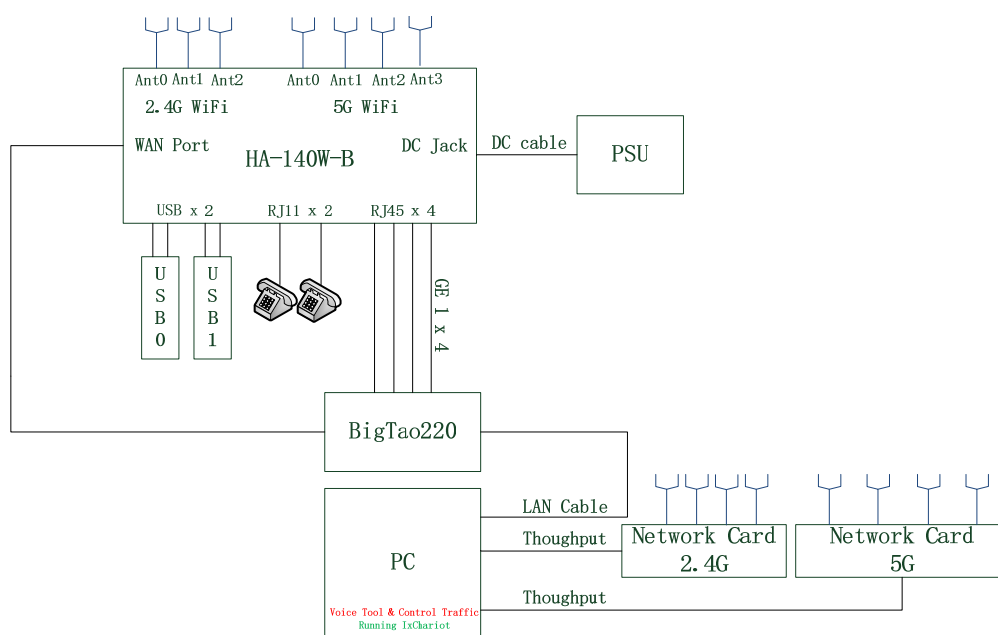 Ant0 Ant1 Ant2 Ant0 Ant1 Ant2 Ant3
2.4G WiFi 5G WiFi
WAN Port DC Jack DC cable PSU
HA-140W-B
USB x 2 RJ11 x 2 RJ45 x 4
USB0 USB1
GE 1 x 4
BigTao220
LAN Cable
Thoughput
Network Card
2.4G
Network Card
5G
PC
Thoughput
Voice Tool & Control Traffic
Running IxChariot